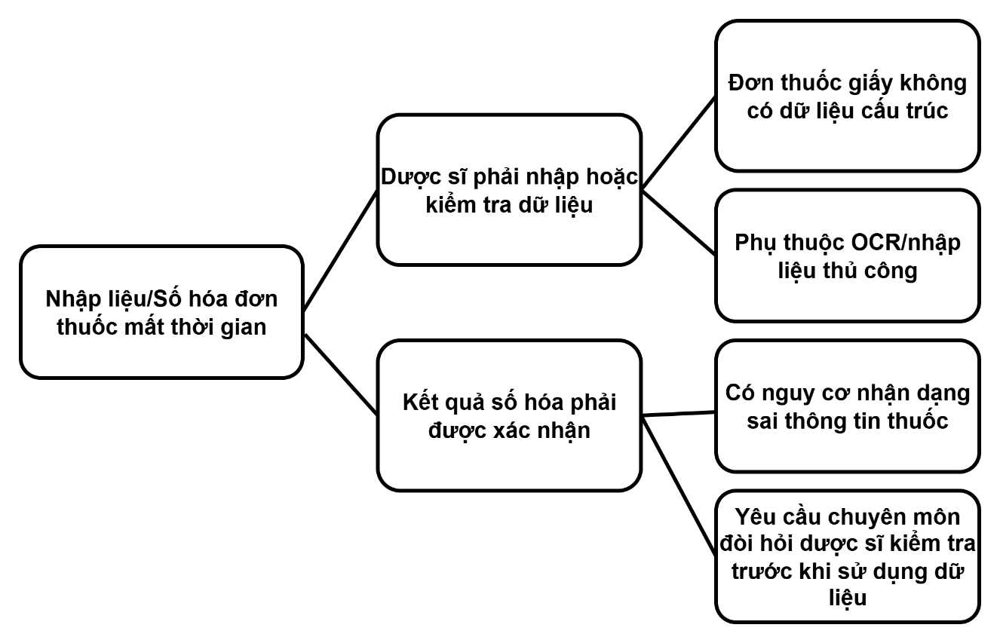 Nhập liệu/Số hóa đơn
thuốc mất thời gian
Dược sĩ phải nhập hoặc
kiểm tra dữ liệu
Kết quả số hóa phải
được xác nhận
Đơn thuốc giấy không
có dữ liệu cấu trúc
Phụ thuộc OCR/nhập
liệu thủ công
Có nguy cơ nhận dạng
sai thông tin thuốc
Yêu cầu chuyên môn
đòi hỏi dược sĩ kiểm tra
trước khi sử dụng dữ
liệu